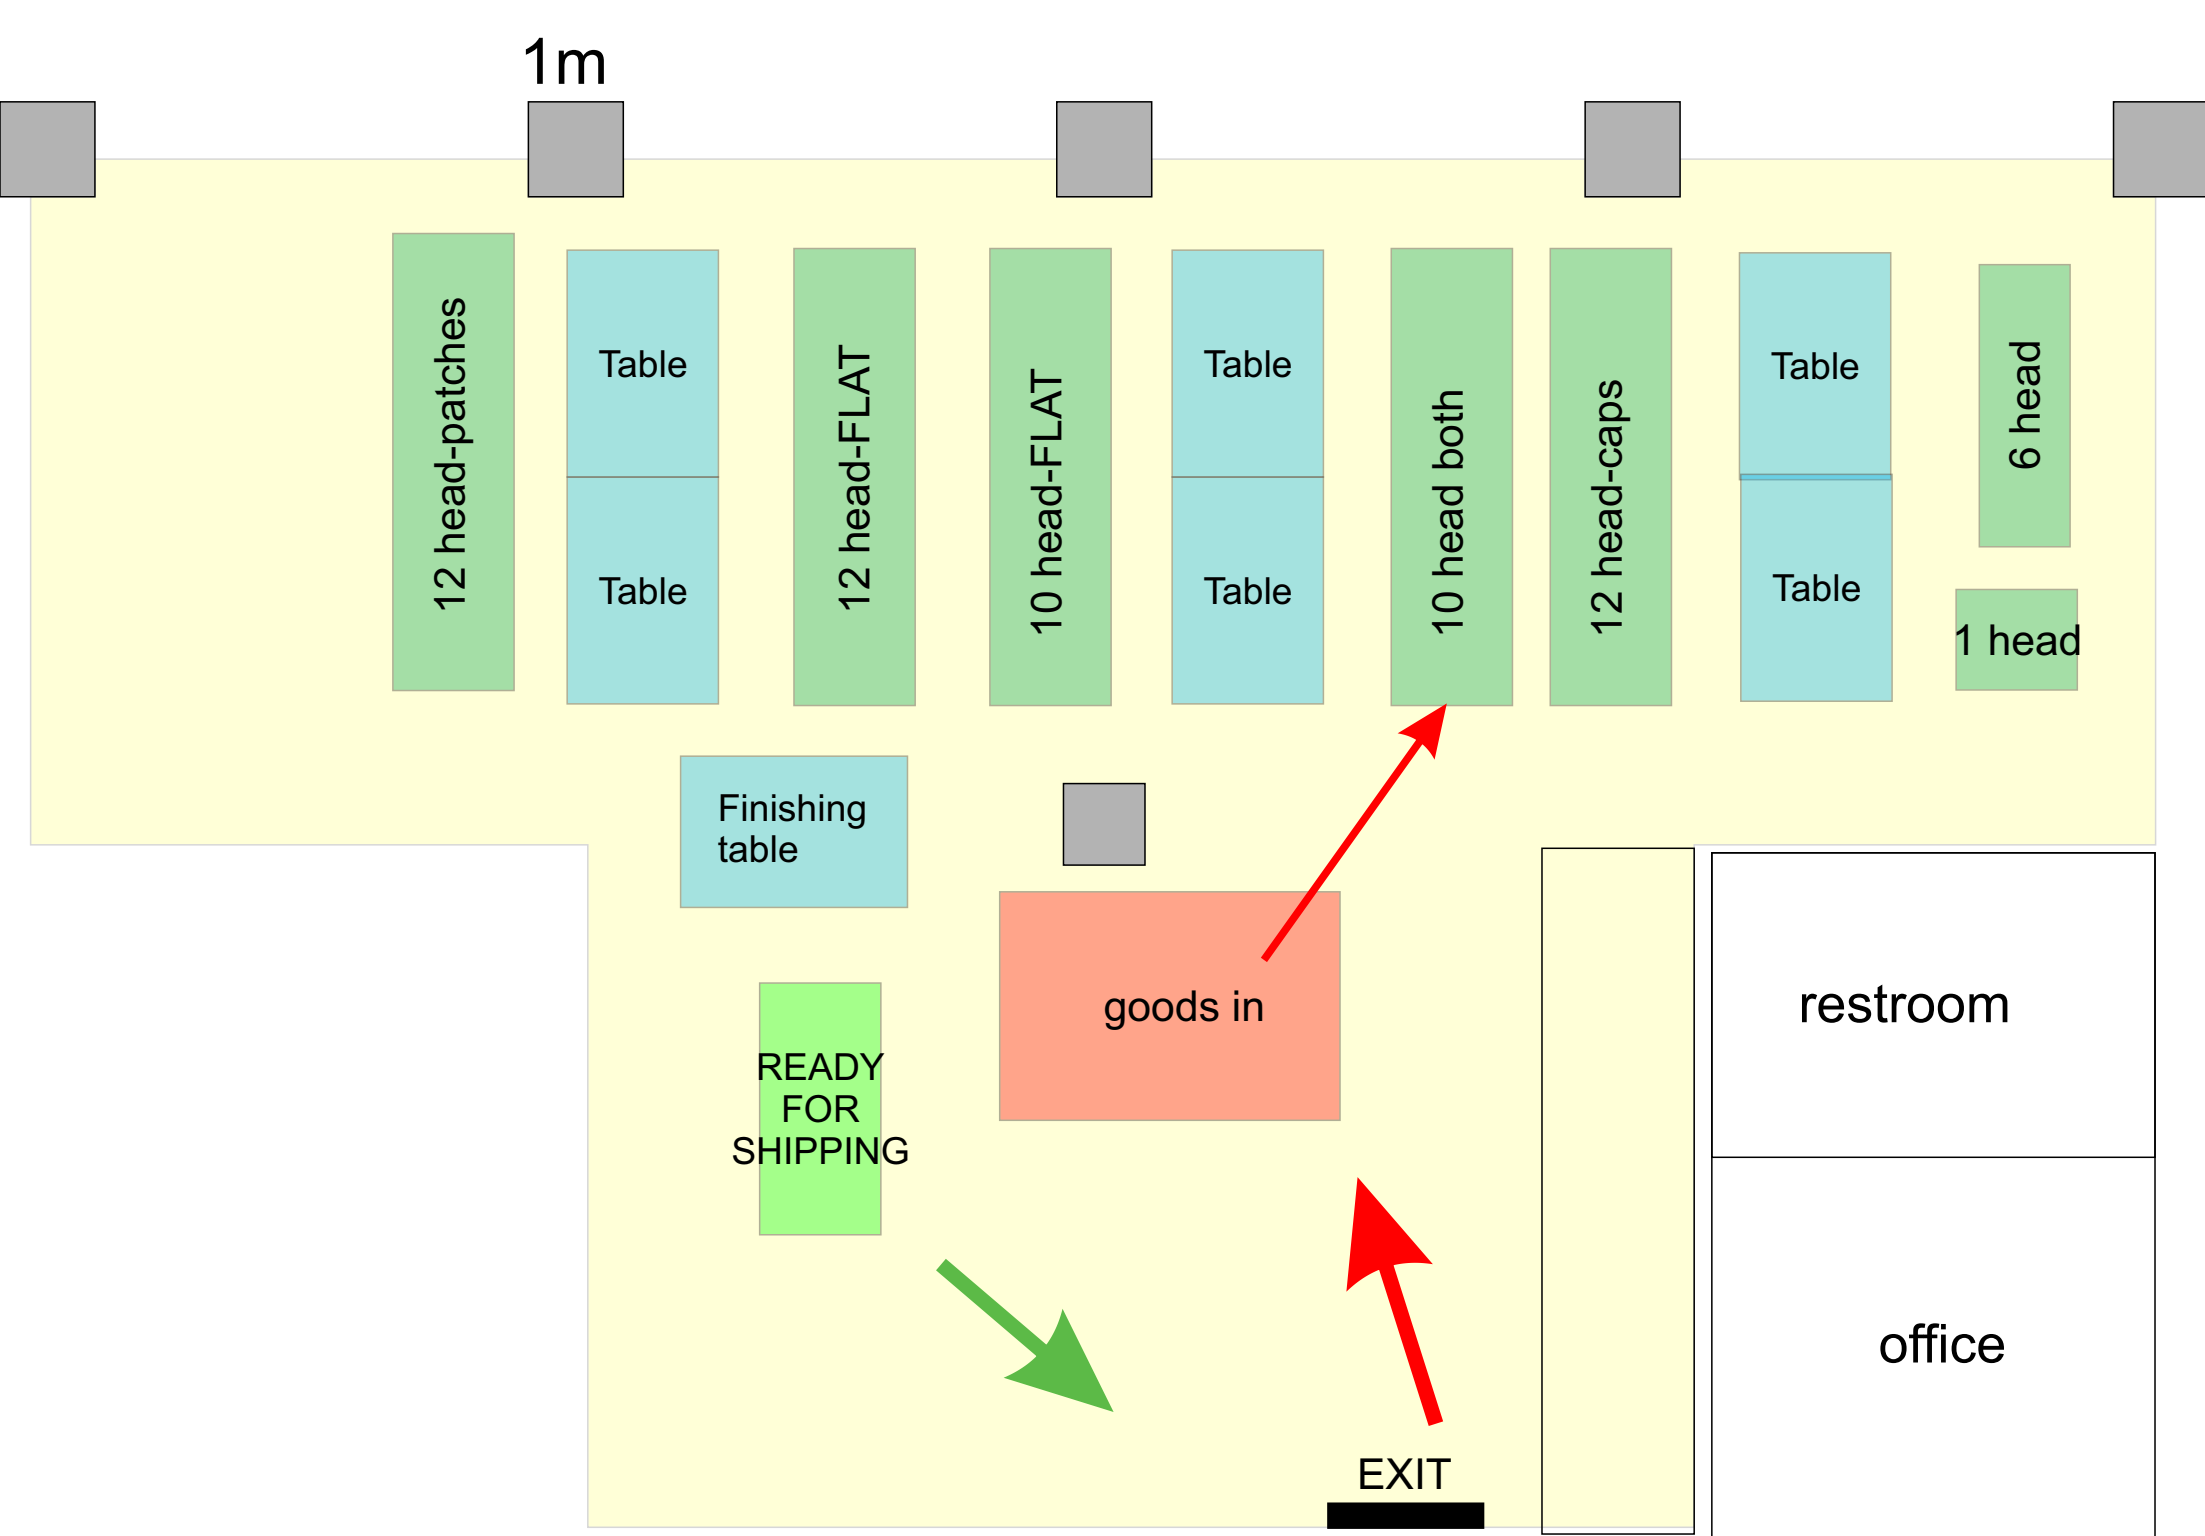 1m
12 head-patches
Table
Table
12 head-FLAT
10 head-FLAT
Table
Table
10 head both
12 head-caps
Table
Table
6 head
1 head
Finishing
table
goods in
READY
FOR
SHIPPING
restroom
office
EXIT